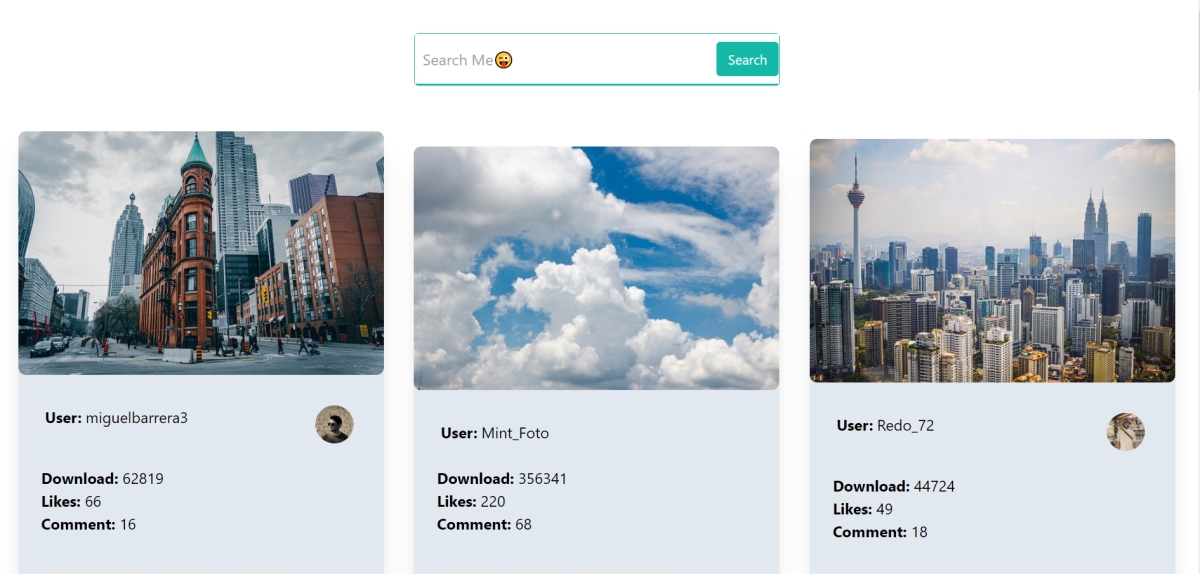 Search Me😜
Search
User: miguelbarrera3
Download: 62819
Likes: 66
Comment: 16
User: Mint_Foto
Download: 356341
Likes: 220
Comment: 68
User: Redo_72
Download: 44724
Likes: 49
Comment: 18